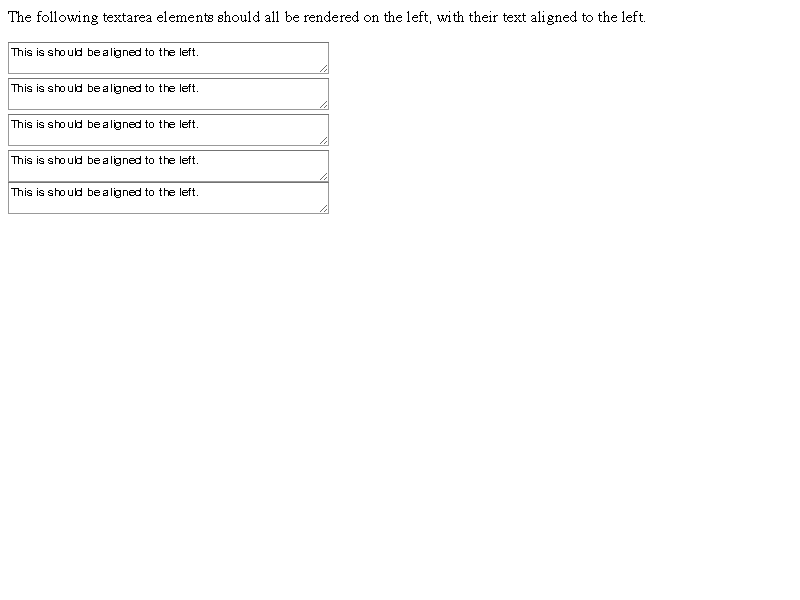 The following textarea elements should all be rendered on the left, with their text aligned to the left.
This is should be aligned to the left.
This is should be aligned to the left.
This is should be aligned to the left.
This is should be aligned to the left.
This is should be aligned to the left.